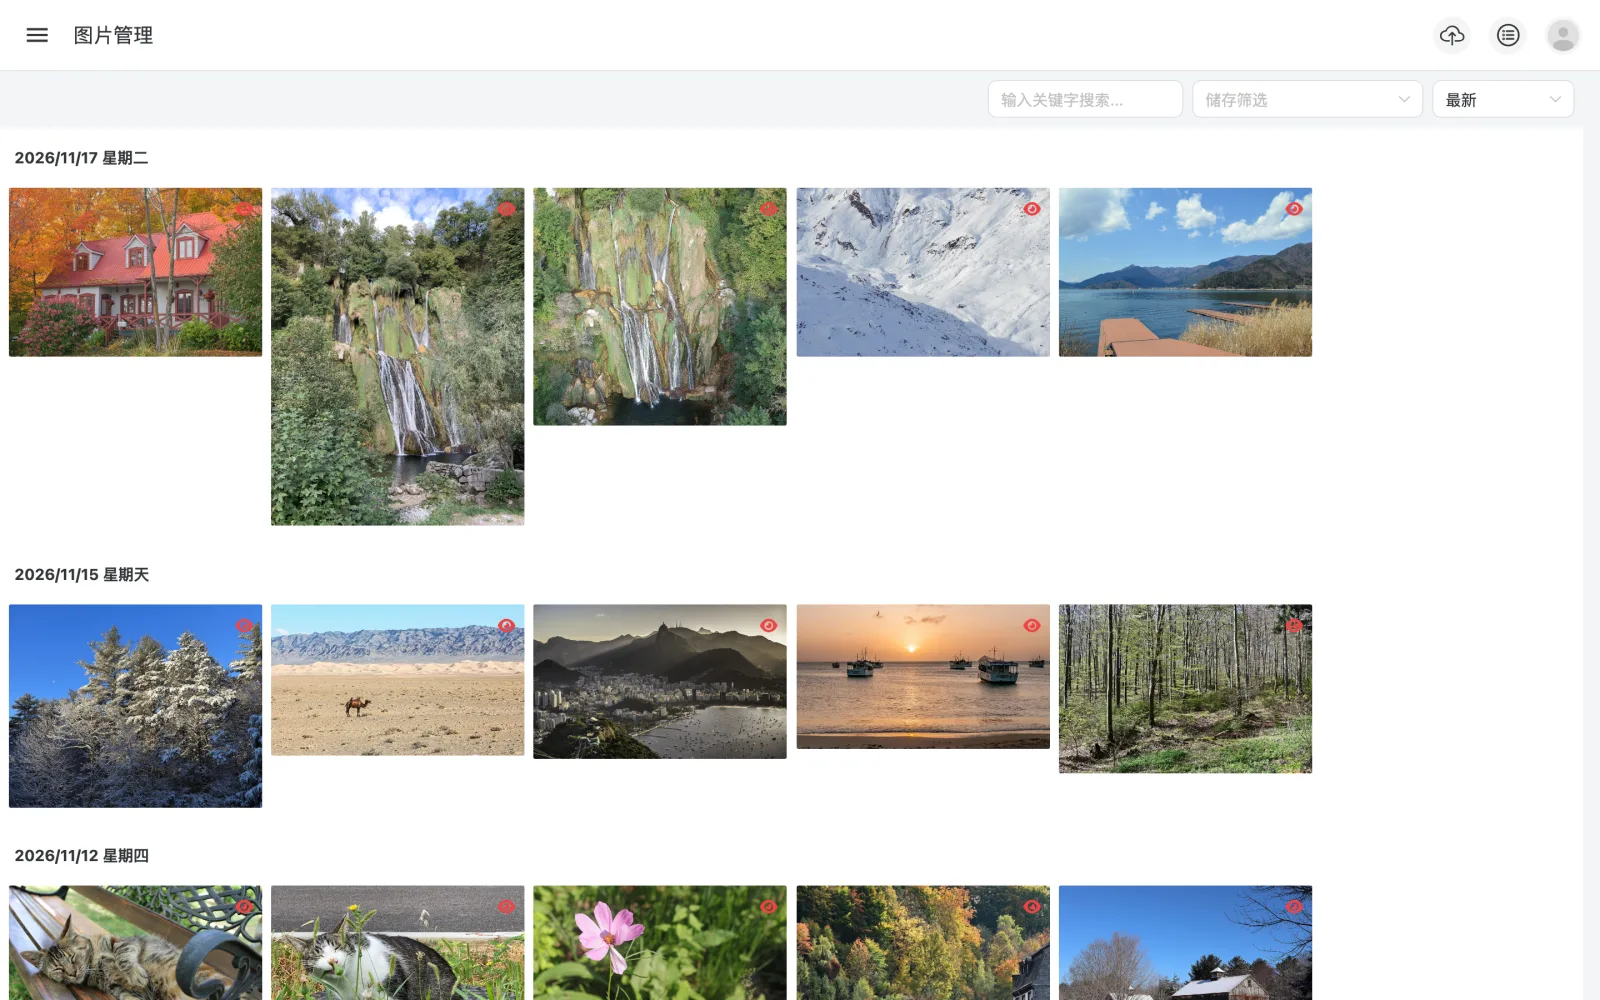 图片管理
输入关键字搜索...
储存筛选
最新
2026/11/17 星期二
2026/11/15 星期天
2026/11/12 星期四